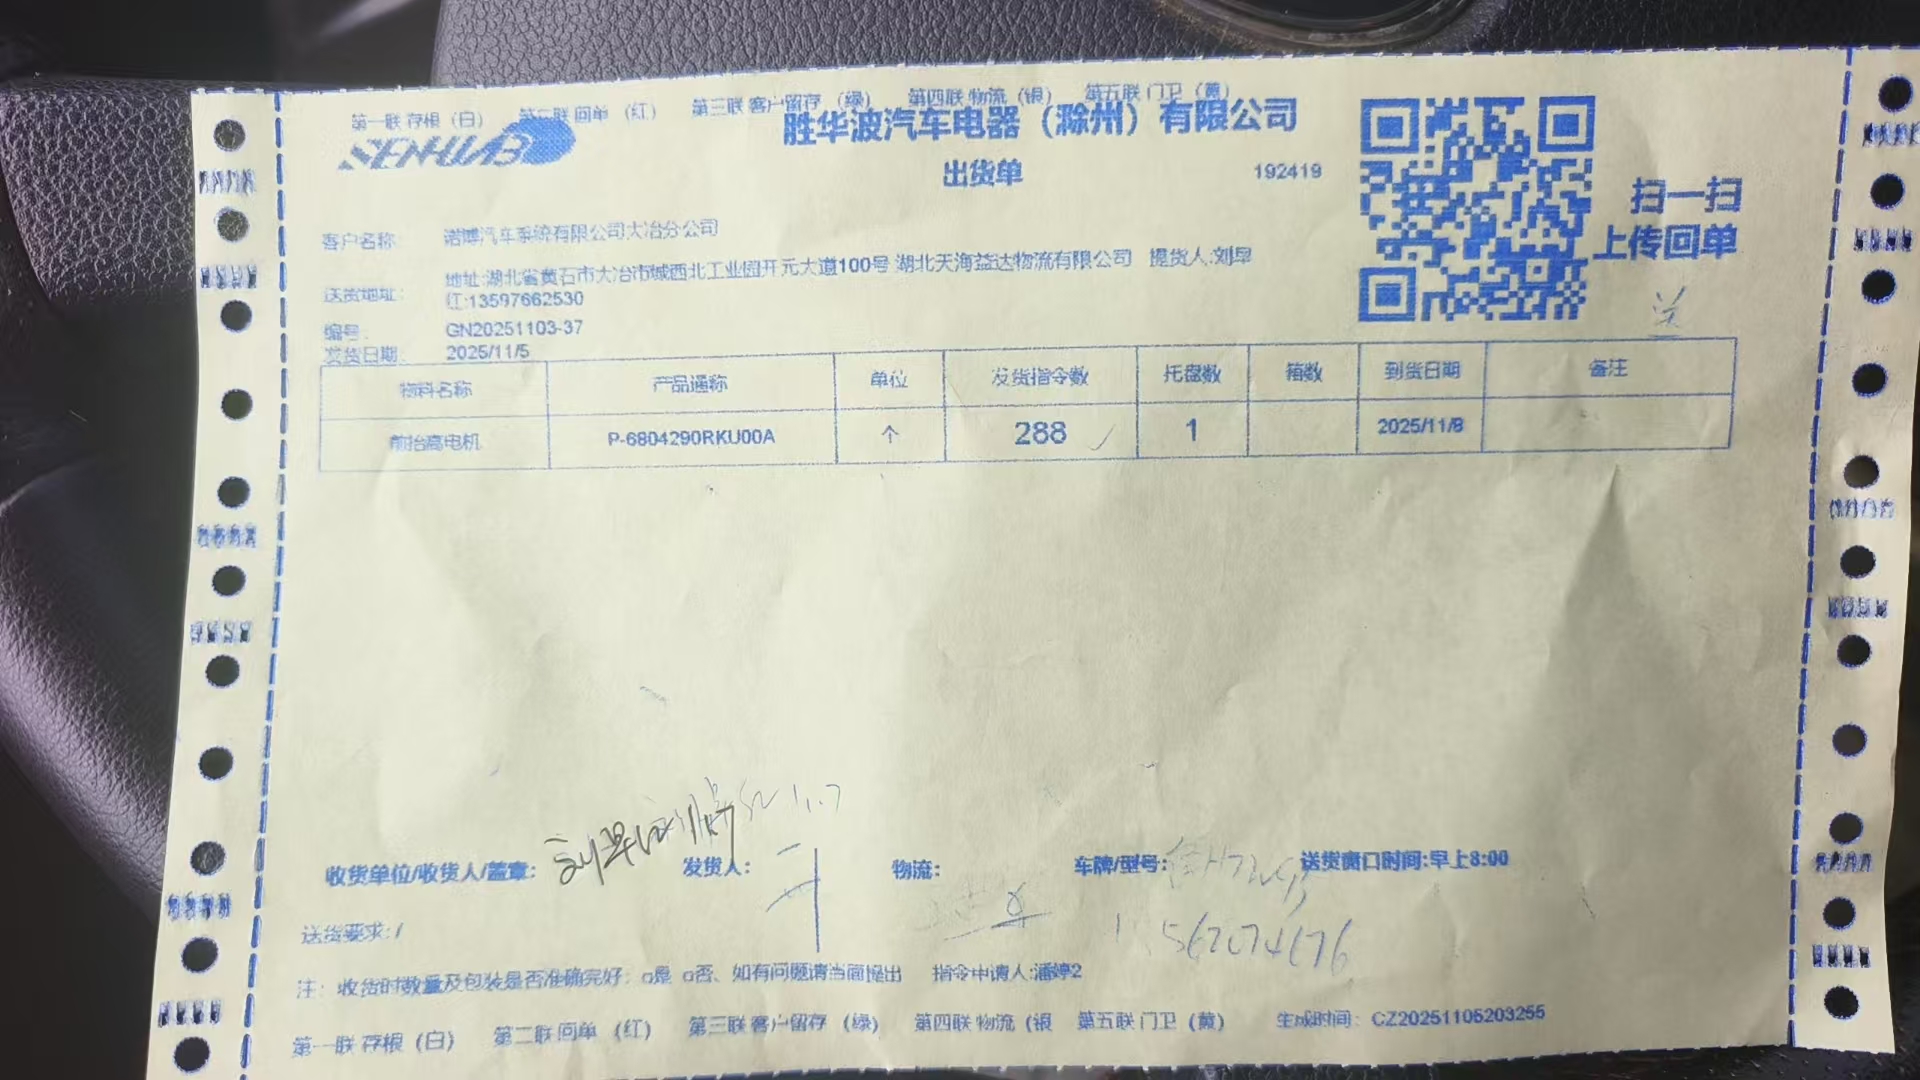 第一联 存根（白） 第二联 回单（红） 第三联 客户留存（绿） 第四联 物流（银） 第五联 门卫（黄）
SENHWB
胜华波汽车电器（滁州）有限公司
出货单
192419
扫一扫
上传回单
客户名称: 诺博汽车系统有限公司大冶分公司
送货地址: 地址:湖北省黄石市大冶市城西北工业园开元大道100号 湖北天海益达物流有限公司 提货人:刘早
红:13597662530
编号: GN20251103-37
发货日期: 2025/11/5
送
物料名称 产品通称 单位 发货指令数 托盘数 箱数 到货日期 备注
前抬高电机 P-6804290RKU00A 个 288 1 2025/11/8
11.7
收货单位/收货人/盖章: 刘早红 发货人: 物流: 车牌/型号: 送货窗口时间:早上8:00
送货要求:/
注: 收货时数量及包装是否准确完好: □是 □否、如有问题请当面提出 指令申请人:潘婷2
第一联 存根（白） 第二联 回单（红） 第三联 客户留存（绿） 第四联 物流（银 第五联 门卫（黄） 生成时间: CZ20251105203255